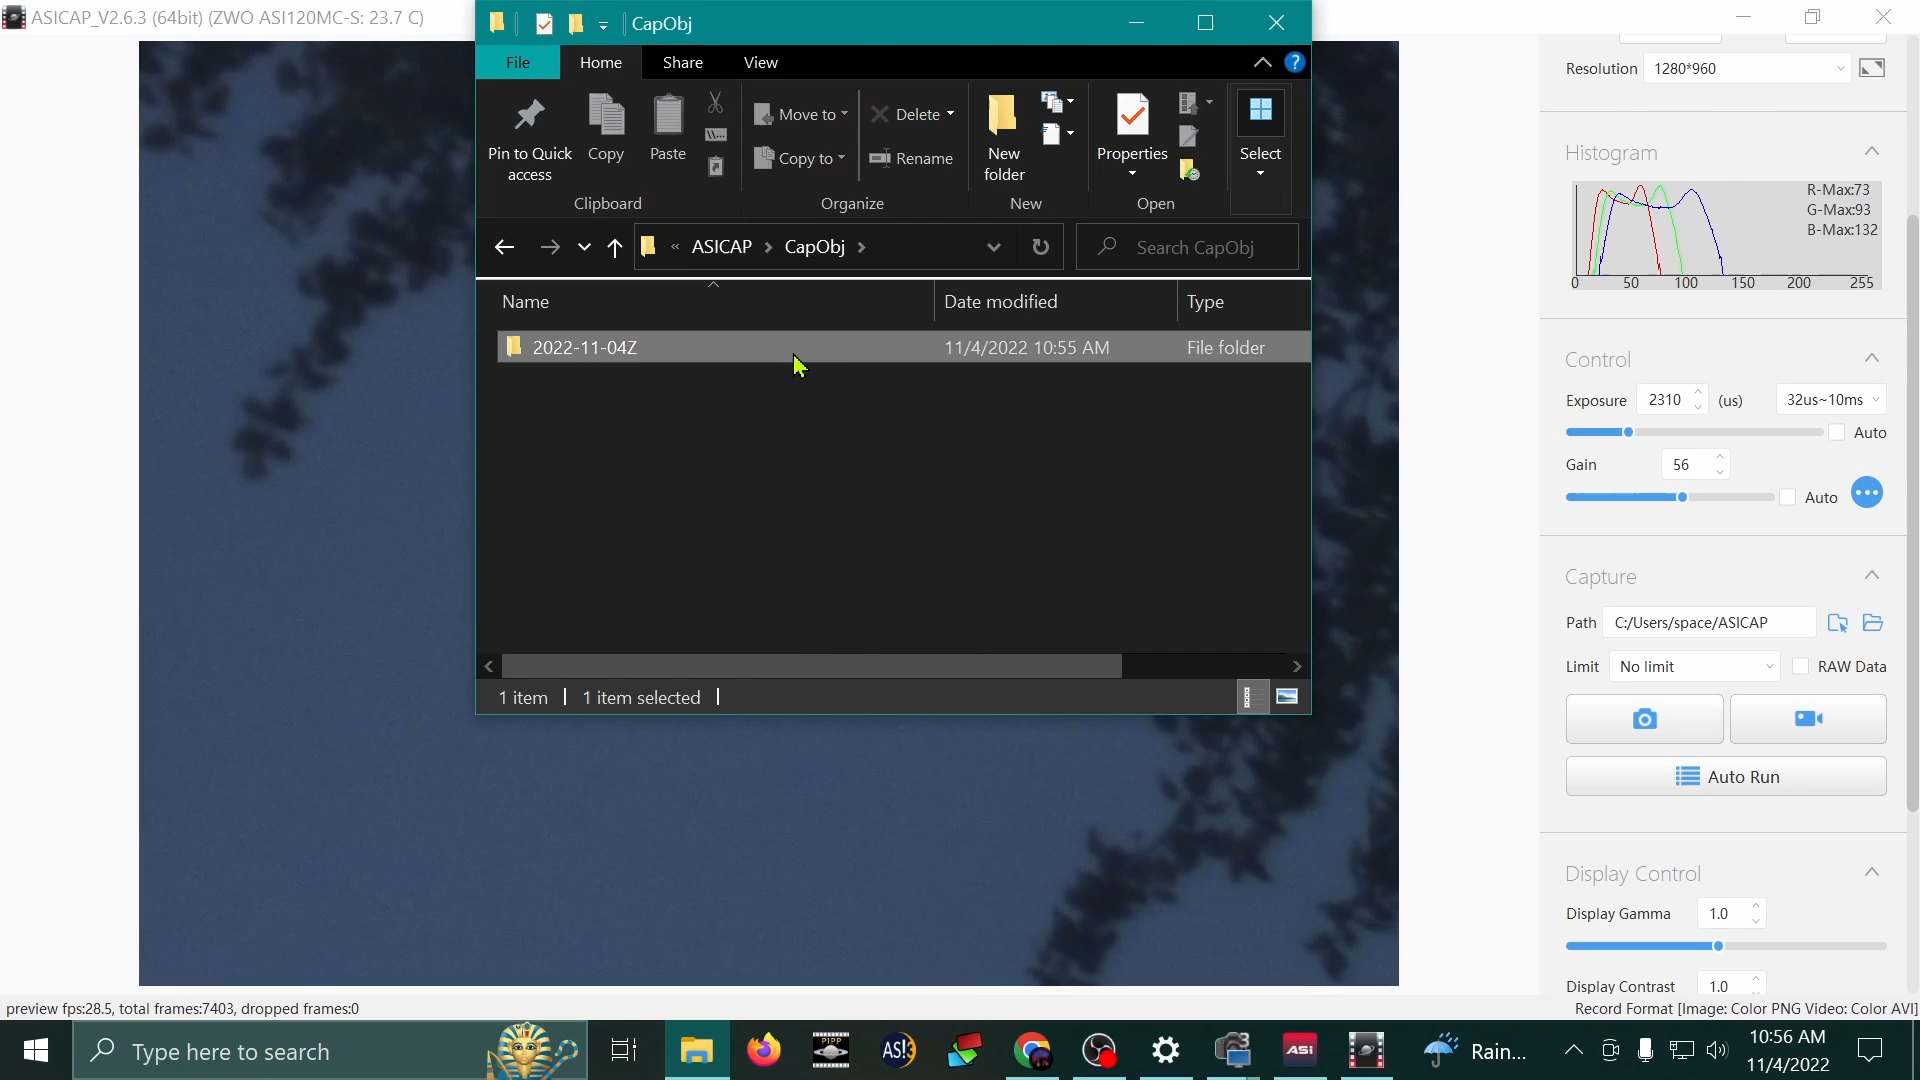 ASICAP_V2.6.3 (64bit) (ZWO ASI120MC-S: 23.7 C)
CapObj
File
Home
Share
View
Pin to Quick
access
Copy
Paste
Clipboard
Move to
Copy to
Delete
Rename
Organize
New
folder
New
Properties
Open
Select
« ASICAP > CapObj >
Search CapObj
Name
Date modified
Type
2022-11-04Z
11/4/2022 10:55 AM
File folder
1 item
1 item selected
Resolution
1280*960
Histogram
R-Max:73
G-Max:93
B-Max:132
0
50
100
150
200
255
Control
Exposure
2310
(us)
32us~10ms
Auto
Gain
56
Auto
Capture
Path
C:/Users/space/ASICAP
Limit
No limit
RAW Data
Auto Run
Display Control
Display Gamma
1.0
Display Contrast
1.0
preview fps:28.5, total frames:7403, dropped frames:0
Record Format [Image: Color PNG Video: Color AVI]
Type here to search
PIPP
AS!3
ASI
Rain...
10:56 AM
11/4/2022